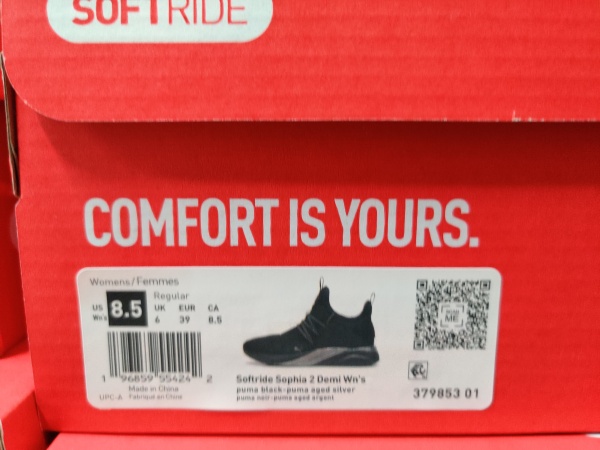 SOFTRIDE
COMFORT IS YOURS.
Womens/Femmes
Regular
US Wn's 8.5 UK 6 EUR 39 CA 8.5
1 96859 55424 2
Made in China
UPC-A Fabriqué en Chine
Softride Sophia 2 Demi Wn's
puma black-puma aged silver
puma noir-puma aged argent
379853 01